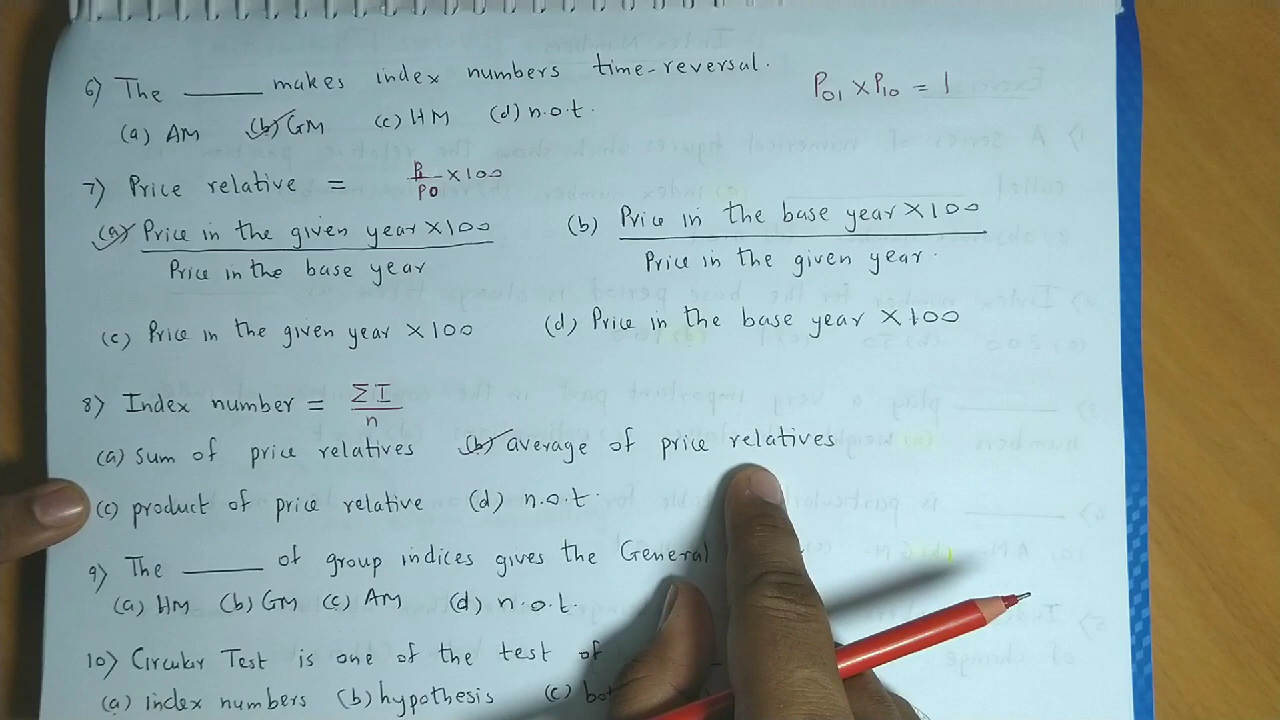 6) The ____ makes index numbers time-reversal.
P01 × P10 = 1
(a) AM (b) GM (c) HM (d) n.o.t.
7) Price relative = P1/P0 × 100
(a) Price in the given year × 100 / Price in the base year (b) Price in the base year × 100 / Price in the given year.
(c) Price in the given year × 100 (d) Price in the base year × 100
8) Index number = ΣI/n
(a) sum of price relatives (b) average of price relatives
(c) product of price relative (d) n.o.t.
9) The ____ of group indices gives the General
(a) HM (b) GM (c) AM (d) n.o.t.
10) Circular Test is one of the test of
(a) index numbers (b) hypothesis (c)